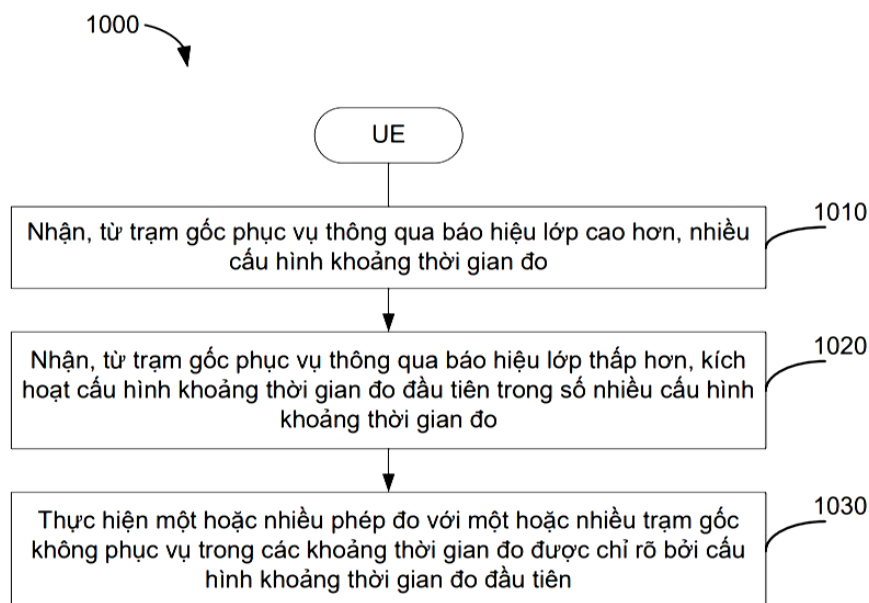 1000
UE
Nhận, từ trạm gốc phục vụ thông qua báo hiệu lớp cao hơn, nhiều
cấu hình khoảng thời gian đo
1010
Nhận, từ trạm gốc phục vụ thông qua báo hiệu lớp thấp hơn, kích
hoạt cấu hình khoảng thời gian đo đầu tiên trong số nhiều cấu hình
khoảng thời gian đo
1020
Thực hiện một hoặc nhiều phép đo với một hoặc nhiều trạm gốc
không phục vụ trong các khoảng thời gian đo được chỉ rõ bởi cấu
hình khoảng thời gian đo đầu tiên
1030